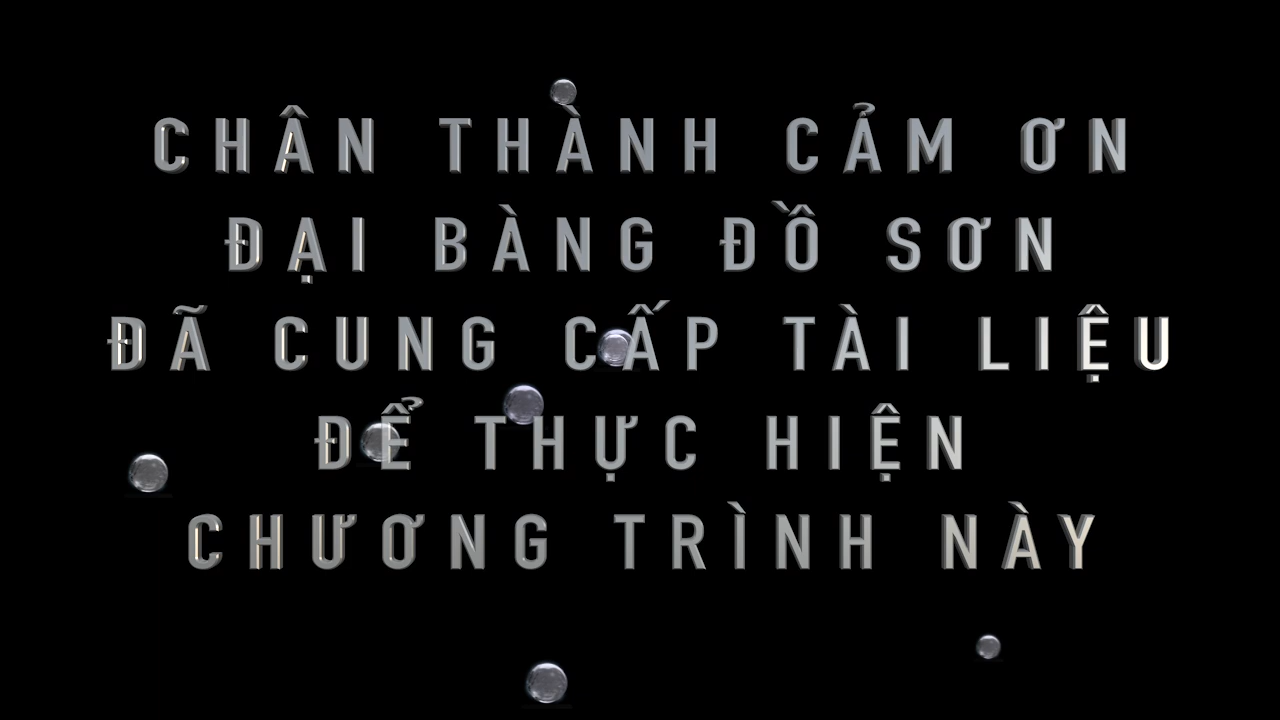 CHÂN THÀNH CẢM ƠN
ĐẠI BÀNG ĐỒ SƠN
ĐÃ CUNG CẤP TÀI LIỆU
ĐỂ THỰC HIỆN
CHƯƠNG TRÌNH NÀY